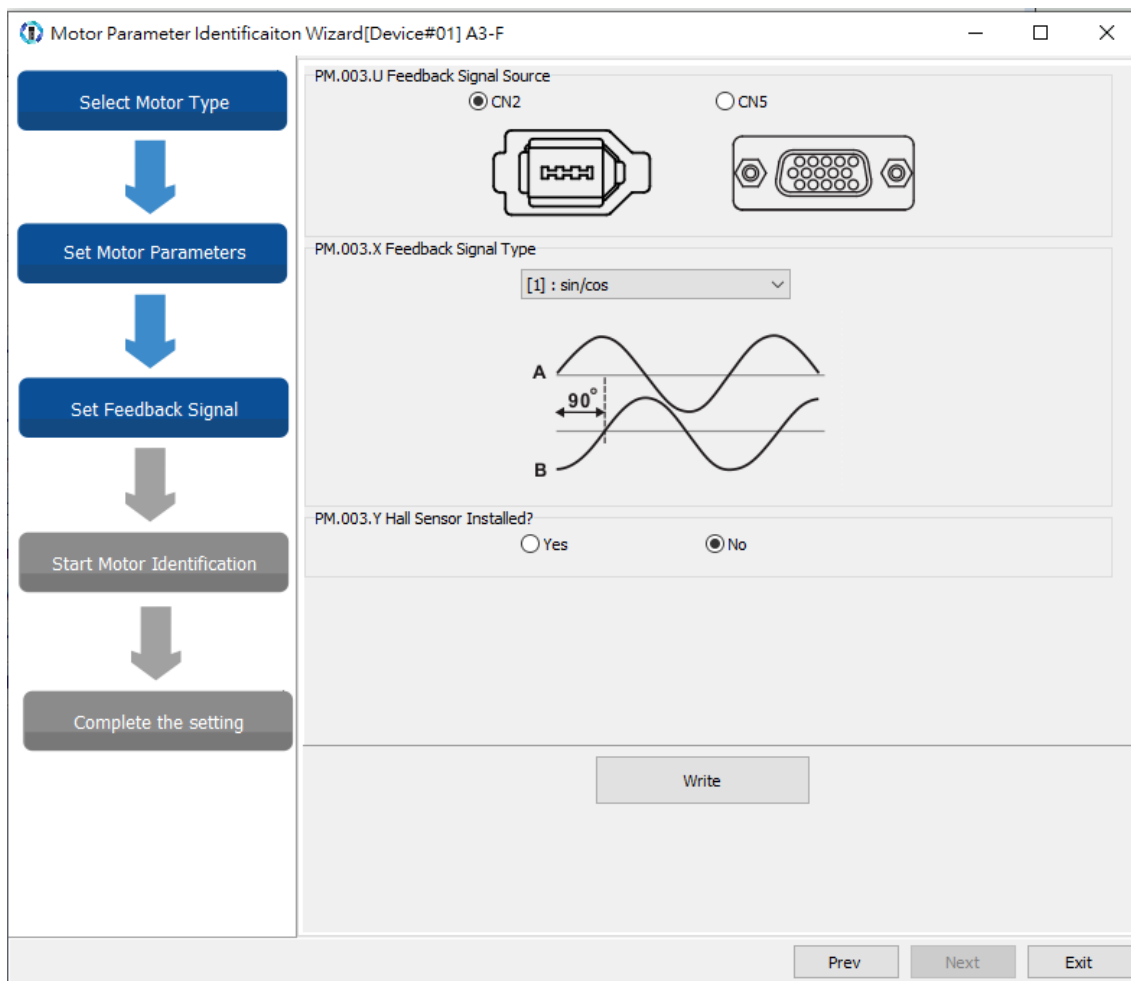 Motor Parameter Identificaiton Wizard[Device#01] A3-F
Select Motor Type
Set Motor Parameters
Set Feedback Signal
Start Motor Identification
Complete the setting
PM.003.U Feedback Signal Source
CN2 CN5
PM.003.X Feedback Signal Type
[1] : sin/cos
A
90°
B
PM.003.Y Hall Sensor Installed?
Yes No
Write
Prev Next Exit